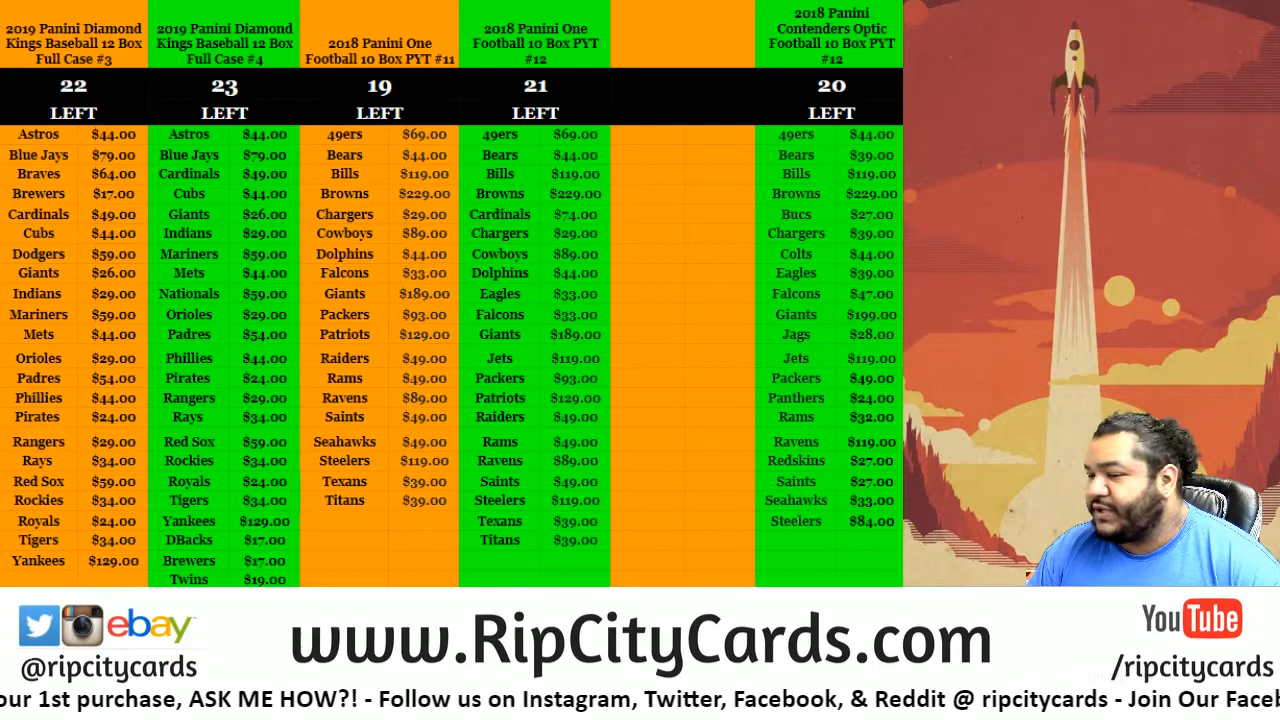 2019 Panini Diamond
Kings Baseball 12 Box
Full Case #3
22
LEFT
Astros $44.00
Blue Jays $79.00
Braves $64.00
Brewers $17.00
Cardinals $49.00
Cubs $44.00
Dodgers $59.00
Giants $26.00
Indians $29.00
Mariners $59.00
Mets $44.00
Orioles $29.00
Padres $54.00
Phillies $44.00
Pirates $24.00
Rangers $29.00
Rays $34.00
Red Sox $59.00
Rockies $34.00
Royals $24.00
Tigers $34.00
Yankees $129.00
2019 Panini Diamond
Kings Baseball 12 Box
Full Case #4
23
LEFT
Astros $44.00
Blue Jays $79.00
Cardinals $49.00
Cubs $44.00
Giants $26.00
Indians $29.00
Mariners $59.00
Mets $44.00
Nationals $59.00
Orioles $29.00
Padres $54.00
Phillies $44.00
Pirates $24.00
Rangers $29.00
Rays $34.00
Red Sox $59.00
Rockies $34.00
Royals $24.00
Tigers $34.00
Yankees $129.00
DBacks $17.00
Brewers $17.00
Twins $19.00
2018 Panini One
Football 10 Box PYT #11
19
LEFT
49ers $69.00
Bears $44.00
Bills $119.00
Browns $229.00
Chargers $29.00
Cowboys $89.00
Dolphins $44.00
Falcons $33.00
Giants $189.00
Packers $93.00
Patriots $129.00
Raiders $49.00
Rams $49.00
Ravens $89.00
Saints $49.00
Seahawks $49.00
Steelers $119.00
Texans $39.00
Titans $39.00
2018 Panini One
Football 10 Box PYT
#12
21
LEFT
49ers $69.00
Bears $44.00
Bills $119.00
Browns $229.00
Cardinals $74.00
Chargers $29.00
Cowboys $89.00
Dolphins $44.00
Eagles $33.00
Falcons $33.00
Giants $189.00
Jets $119.00
Packers $93.00
Patriots $129.00
Raiders $49.00
Rams $49.00
Ravens $89.00
Saints $49.00
Steelers $119.00
Texans $39.00
Titans $39.00
2018 Panini
Contenders Optic
Football 10 Box PYT
#12
20
LEFT
49ers $44.00
Bears $39.00
Bills $119.00
Browns $229.00
Bucs $27.00
Chargers $39.00
Colts $44.00
Eagles $39.00
Falcons $47.00
Giants $199.00
Jags $28.00
Jets $119.00
Packers $49.00
Panthers $24.00
Rams $32.00
Ravens $119.00
Redskins $27.00
Saints $27.00
Seahawks $33.00
Steelers $84.00
ebay
@ripcitycards
www.RipCityCards.com
YouTube
/ripcitycards
our 1st purchase, ASK ME HOW?! - Follow us on Instagram, Twitter, Facebook, & Reddit @ ripcitycards - Join Our Faceb